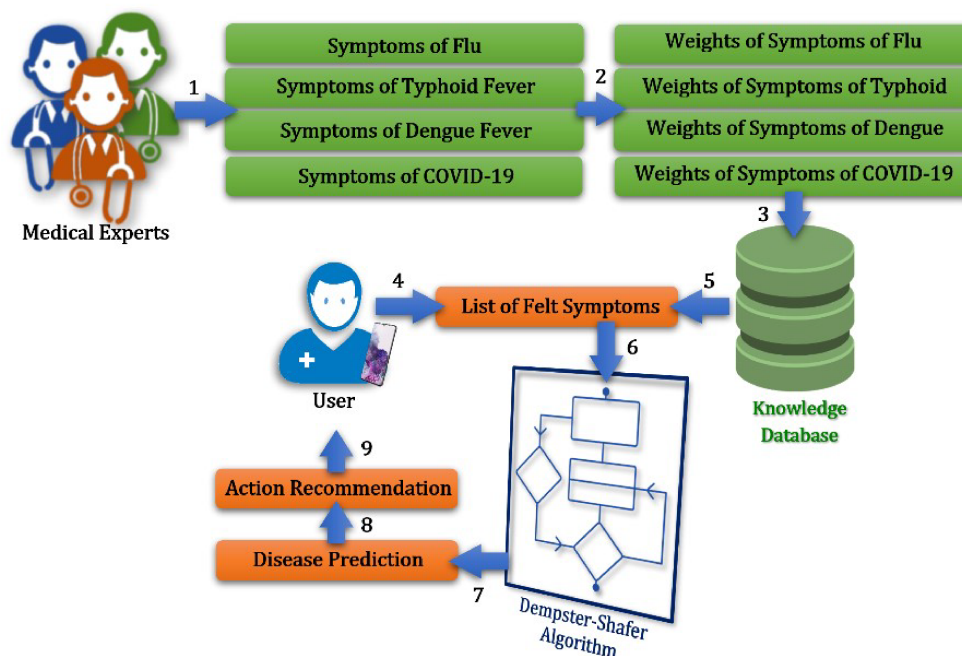 Symptoms of Flu
Weights of Symptoms of Flu
1
Symptoms of Typhoid Fever
2
Weights of Symptoms of Typhoid
Symptoms of Dengue Fever
Weights of Symptoms of Dengue
Symptoms of COVID-19
Weights of Symptoms of COVID-19
Medical Experts
3
4
List of Felt Symptoms
5
6
User
Knowledge
Database
9
Action Recommendation
8
Disease Prediction
7
Dempster-Shafer
Algorithm